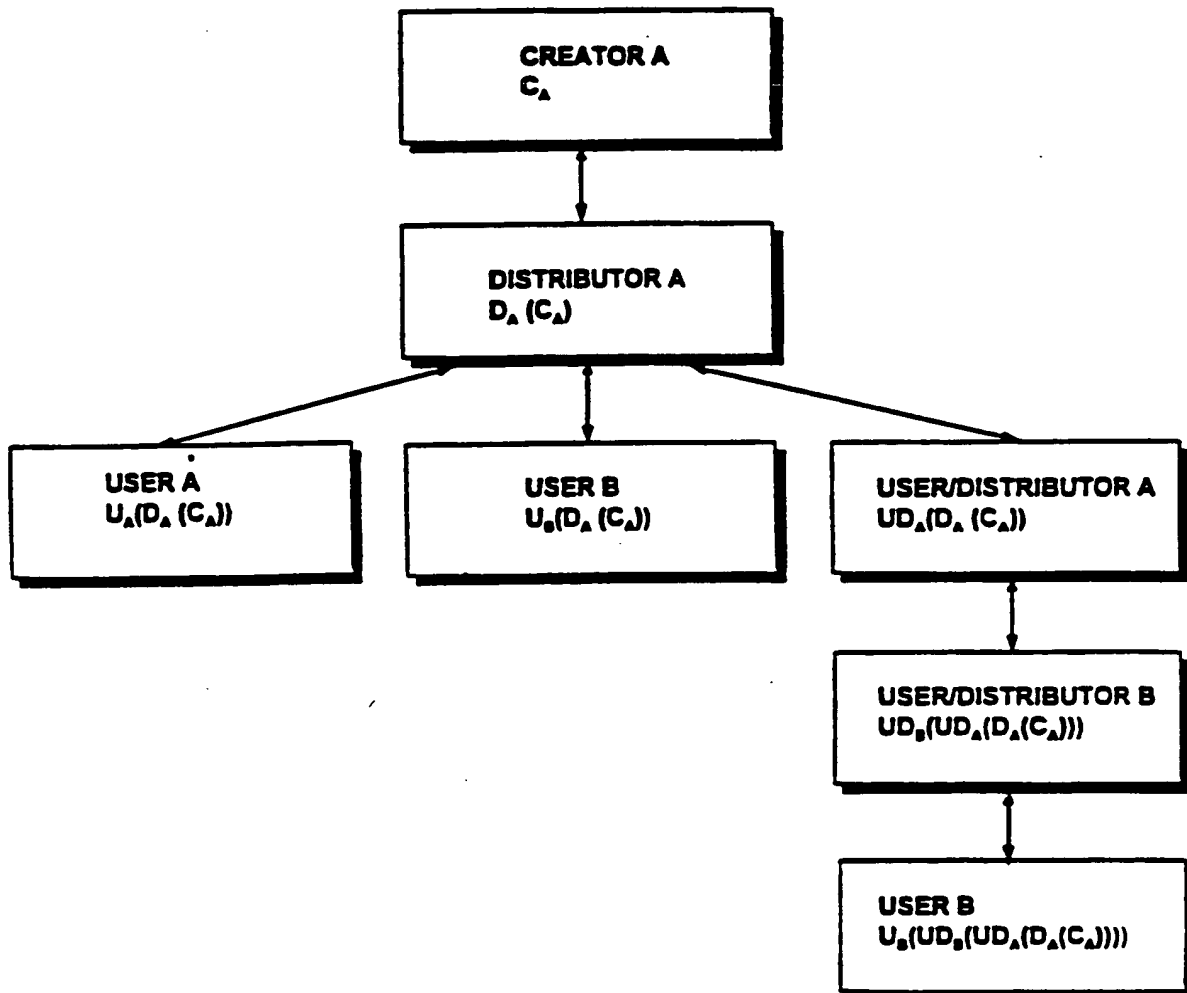 CREATOR A
C_A
DISTRIBUTOR A
D_A (C_A)
USER A
U_A(D_A (C_A))
USER B
U_B(D_A (C_A))
USER/DISTRIBUTOR A
UD_A(D_A (C_A))
USER/DISTRIBUTOR B
UD_B(UD_A(D_A(C_A)))
USER B
U_B(UD_B(UD_A(D_A(C_A))))